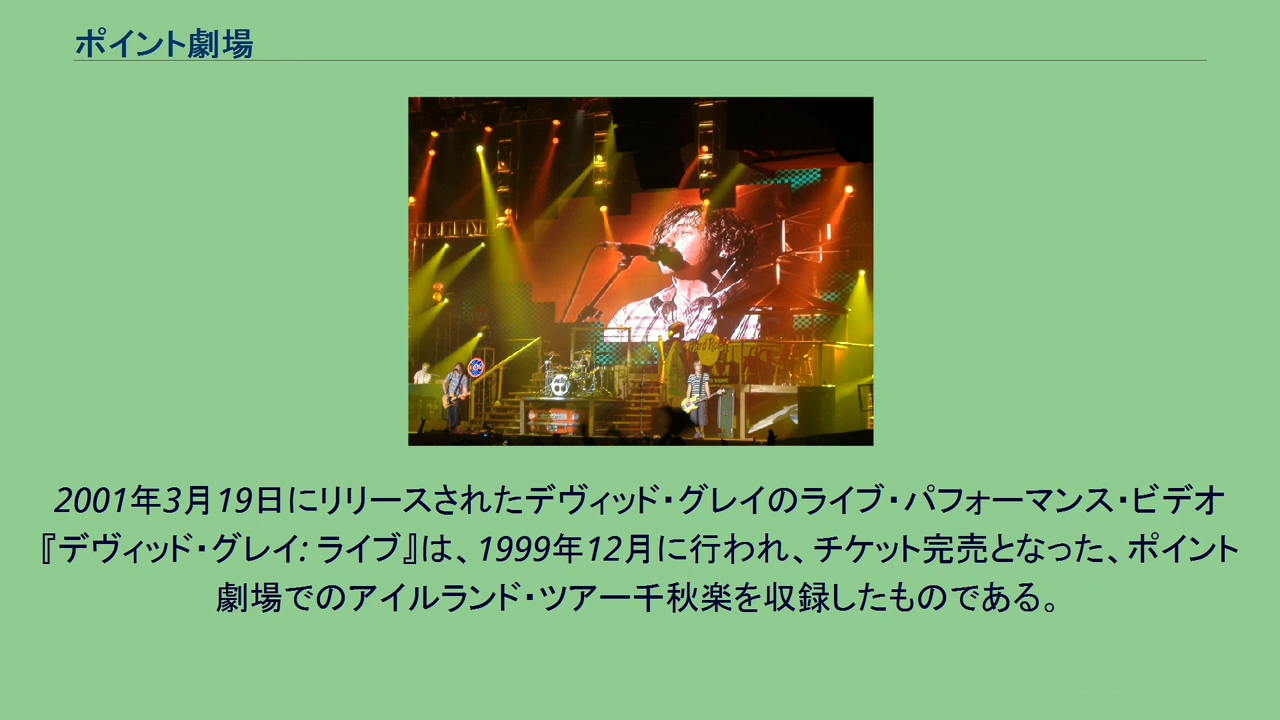 ポイント劇場
Hard Rock
2001年3月19日にリリースされたデヴィッド・グレイのライブ・パフォーマンス・ビデオ
『デヴィッド・グレイ: ライブ』は、1999年12月に行われ、チケット完売となった、ポイント
劇場でのアイルランド・ツアー千秋楽を収録したものである。